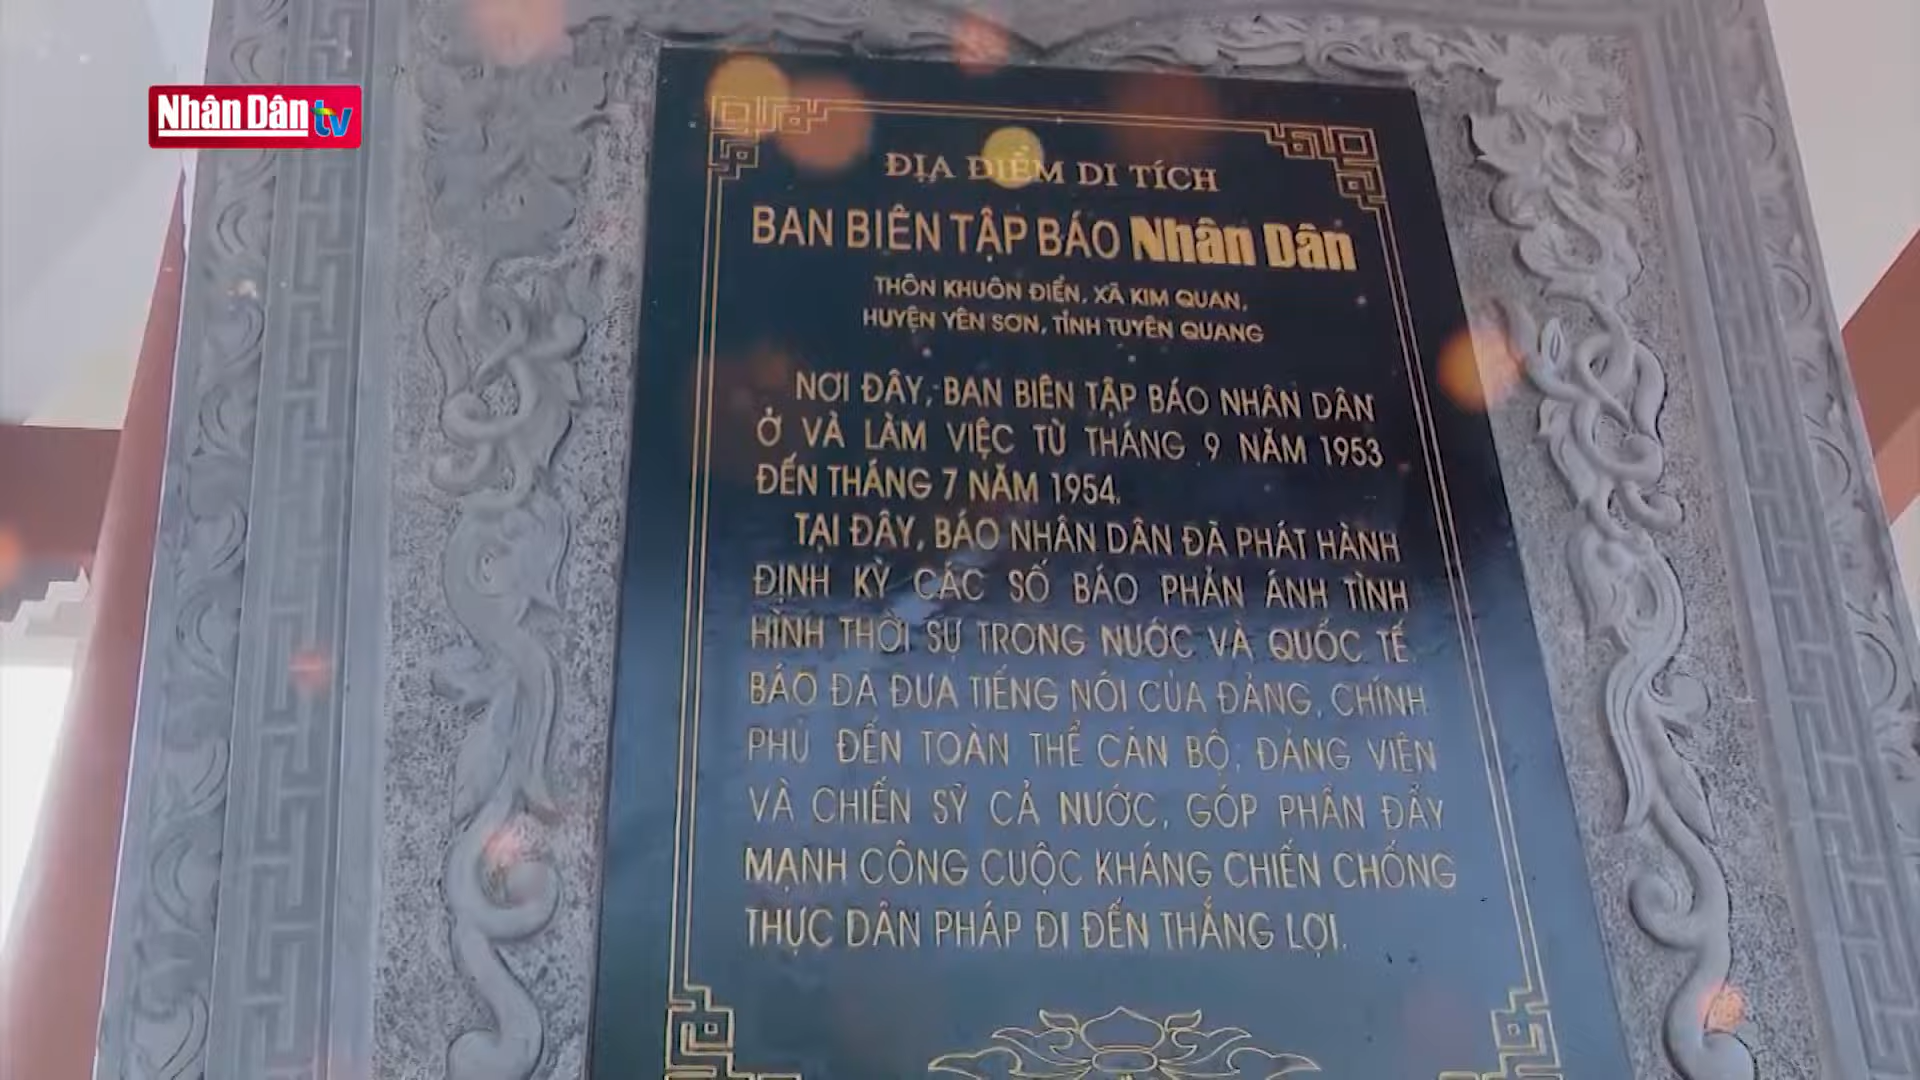 Nhân Dân tv
ĐỊA ĐIỂM DI TÍCH
BAN BIÊN TẬP BÁO Nhân Dân
THÔN KHUÔN ĐIỂN, XÃ KIM QUAN,
HUYỆN YÊN SƠN, TỈNH TUYÊN QUANG
NƠI ĐÂY, BAN BIÊN TẬP BÁO NHÂN DÂN
Ở VÀ LÀM VIỆC TỪ THÁNG 9 NĂM 1953
ĐẾN THÁNG 7 NĂM 1954.
TẠI ĐÂY, BÁO NHÂN DÂN ĐÃ PHÁT HÀNH
ĐỊNH KỲ CÁC SỐ BÁO PHẢN ÁNH TÌNH
HÌNH THỜI SỰ TRONG NƯỚC VÀ QUỐC TẾ.
BÁO ĐÃ ĐƯA TIẾNG NÓI CỦA ĐẢNG, CHÍNH
PHỦ ĐẾN TOÀN THỂ CÁN BỘ, ĐẢNG VIÊN
VÀ CHIẾN SỸ CẢ NƯỚC, GÓP PHẦN ĐẨY
MẠNH CÔNG CUỘC KHÁNG CHIẾN CHỐNG
THỰC DÂN PHÁP ĐI ĐẾN THẮNG LỢI.